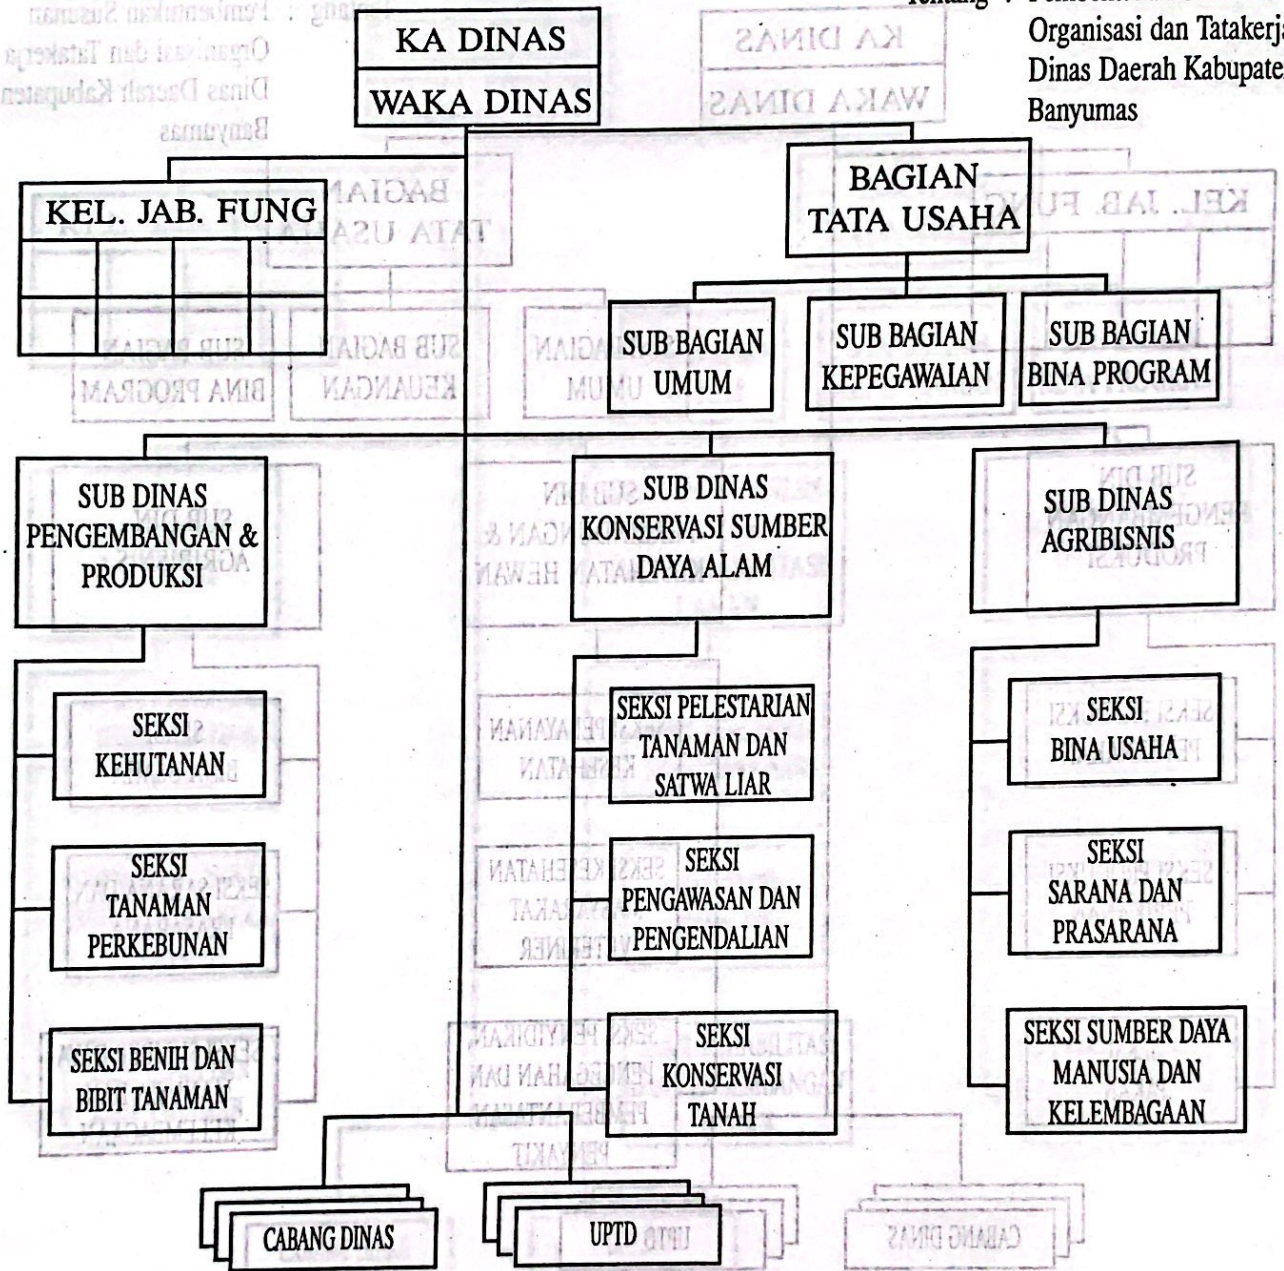 Organisasi dan Tatakerja
Dinas Daerah Kabupaten
Banyumas
KA DINAS
WAKA DINAS
KEL. JAB. FUNG
BAGIAN
TATA USAHA
SUB BAGIAN
UMUM
SUB BAGIAN
KEPEGAWAIAN
SUB BAGIAN
BINA PROGRAM
SUB DINAS
PENGEMBANGAN &
PRODUKSI
SUB DINAS
KONSERVASI SUMBER
DAYA ALAM
SUB DINAS
AGRIBISNIS
SEKSI
KEHUTANAN
SEKSI
TANAMAN
PERKEBUNAN
SEKSI BENIH DAN
BIBIT TANAMAN
SEKSI PELESTARIAN
TANAMAN DAN
SATWA LIAR
SEKSI
PENGAWASAN DAN
PENGENDALIAN
SEKSI
KONSERVASI
TANAH
SEKSI
BINA USAHA
SEKSI
SARANA DAN
PRASARANA
SEKSI SUMBER DAYA
MANUSIA DAN
KELEMBAGAAN
CABANG DINAS
UPTD